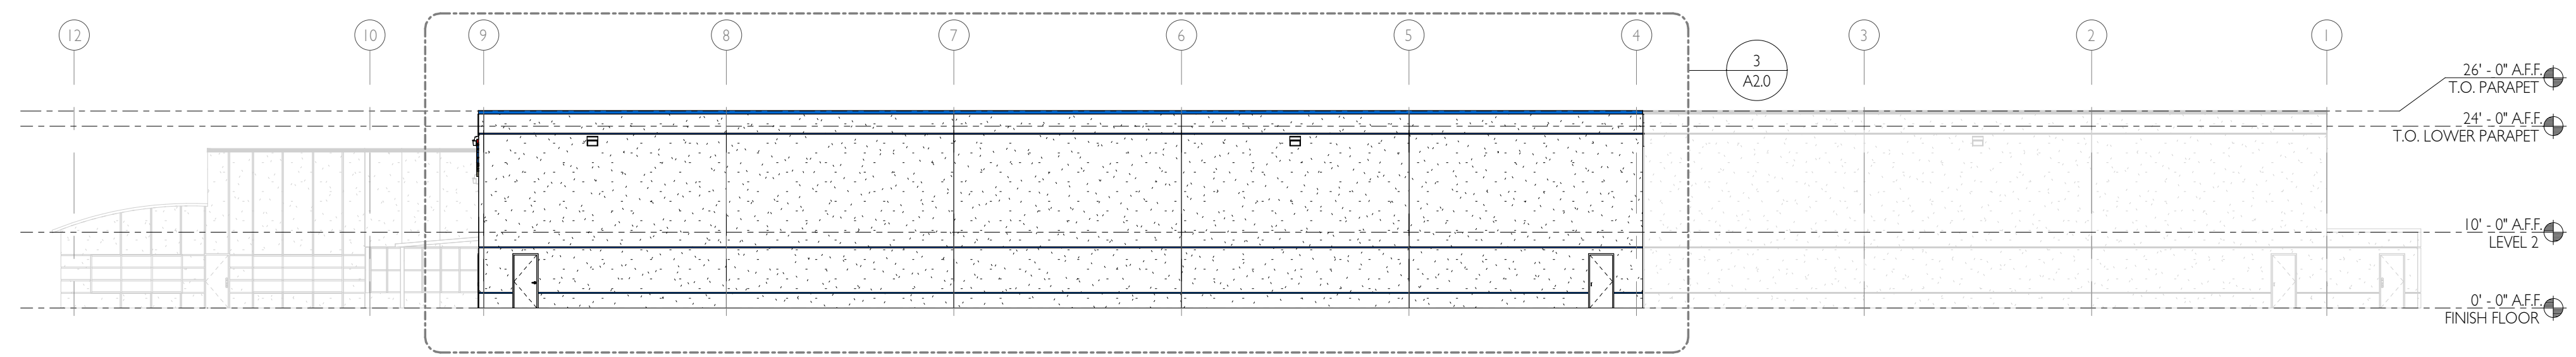 12
10
9
8
7
6
5
4
3
2
1
3
A2.0
26' - 0" A.F.F.
T.O. PARAPET
24' - 0" A.F.F.
T.O. LOWER PARAPET
10' - 0" A.F.F.
LEVEL 2
0' - 0" A.F.F.
FINISH FLOOR